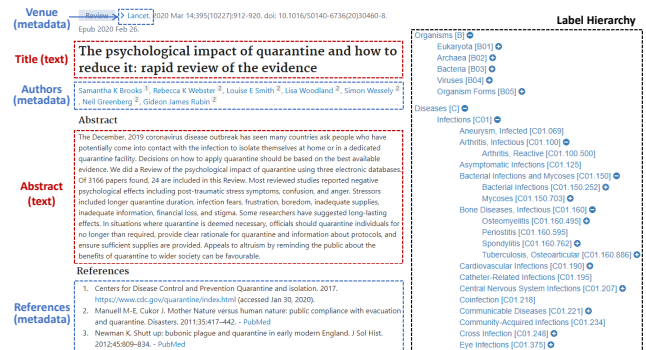 Venue
(metadata)
Review > Lancet. 2020 Mar 14;395(10227):912-920. doi: 10.1016/S0140-6736(20)30460-8.
Epub 2020 Feb 26.
Title (text)
The psychological impact of quarantine and how to
reduce it: rapid review of the evidence
Authors
(metadata)
Samantha K Brooks 1, Rebecca K Webster 2, Louise E Smith 2, Lisa Woodland 2, Simon Wessely 2
, Neil Greenberg 2, Gideon James Rubin 2
Abstract
(text)
Abstract
The December, 2019 coronavirus disease outbreak has seen many countries ask people who have
potentially come into contact with the infection to isolate themselves at home or in a dedicated
quarantine facility. Decisions on how to apply quarantine should be based on the best available
evidence. We did a Review of the psychological impact of quarantine using three electronic databases.
Of 3166 papers found, 24 are included in this Review. Most reviewed studies reported negative
psychological effects including post-traumatic stress symptoms, confusion, and anger. Stressors
included longer quarantine duration, infection fears, frustration, boredom, inadequate supplies,
inadequate information, financial loss, and stigma. Some researchers have suggested long-lasting
effects. In situations where quarantine is deemed necessary, officials should quarantine individuals for
no longer than required, provide clear rationale for quarantine and information about protocols, and
ensure sufficient supplies are provided. Appeals to altruism by reminding the public about the
benefits of quarantine to wider society can be favourable.
References
(metadata)
References
1. Centers for Disease Control and Prevention Quarantine and isolation. 2017.
https://www.cdc.gov/quarantine/index.html (accessed Jan 30, 2020).
2. Manuell M-E, Cukor J. Mother Nature versus human nature: public compliance with evacuation
and quarantine. Disasters. 2011;35:417–442. - PubMed
3. Newman K. Shutt up: bubonic plague and quarantine in early modern England. J Soc Hist.
2012;45:809–834. - PubMed
Label Hierarchy
Organisms [B]
Eukaryota [B01]
Archaea [B02]
Bacteria [B03]
Viruses [B04]
Organism Forms [B05]
Diseases [C]
Infections [C01]
Aneurysm, Infected [C01.069]
Arthritis, Infectious [C01.100]
Arthritis, Reactive [C01.100.500]
Asymptomatic Infections [C01.125]
Bacterial Infections and Mycoses [C01.150]
Bacterial Infections [C01.150.252]
Mycoses [C01.150.703]
Bone Diseases, Infectious [C01.160]
Osteomyelitis [C01.160.495]
Periostitis [C01.160.595]
Spondylitis [C01.160.762]
Tuberculosis, Osteoarticular [C01.160.886]
Cardiovascular Infections [C01.190]
Catheter-Related Infections [C01.195]
Central Nervous System Infections [C01.207]
Coinfection [C01.218]
Communicable Diseases [C01.221]
Community-Acquired Infections [C01.234]
Cross Infection [C01.248]
Eye Infections [C01.375]